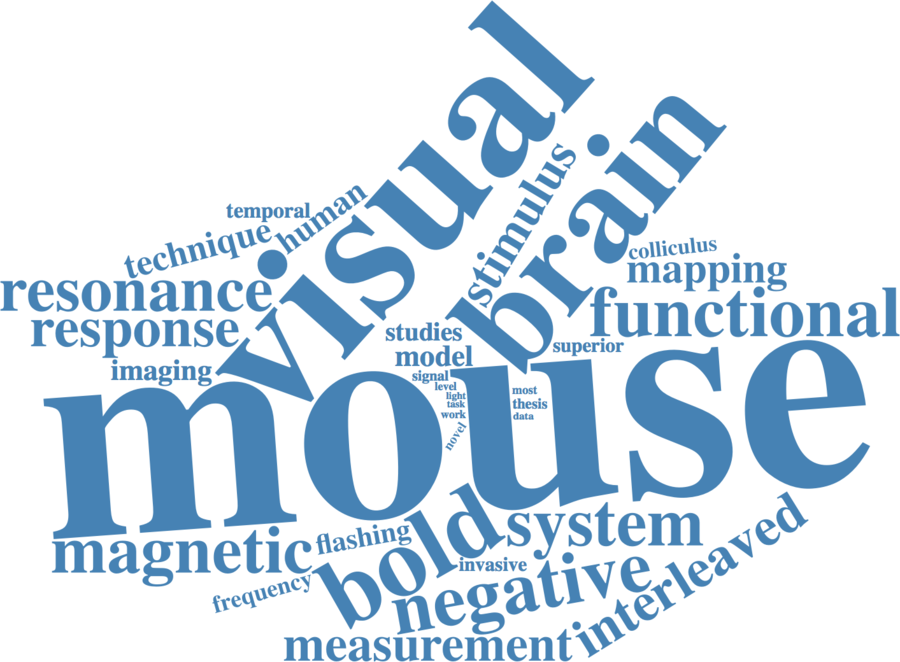 visual
brain
stimulus
temporal
human
technique
colliculus
mapping
resonance
functional
response
studies
superior
model
imaging
signal
level
light
task
work
novel
most
thesis
data
mouse
bold
system
magnetic
flashing
interleaved
invasive
negative
frequency
measurement